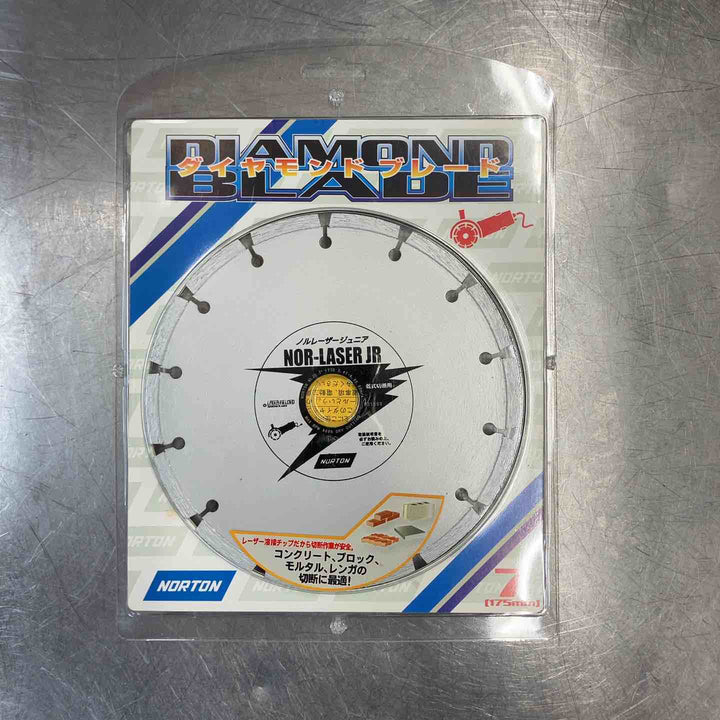 DIAMOND
ダイヤモンドブレード
BLADE
ノルレーザージュニア
NOR-LASER JR
乾式切断用
LASER WELDED
NORTON
レーザー溶接チップだから切断作業が安全。
コンクリート、ブロック、
モルタル、レンガの
切断に最適!
NORTON
7
(175mm)
NORTON